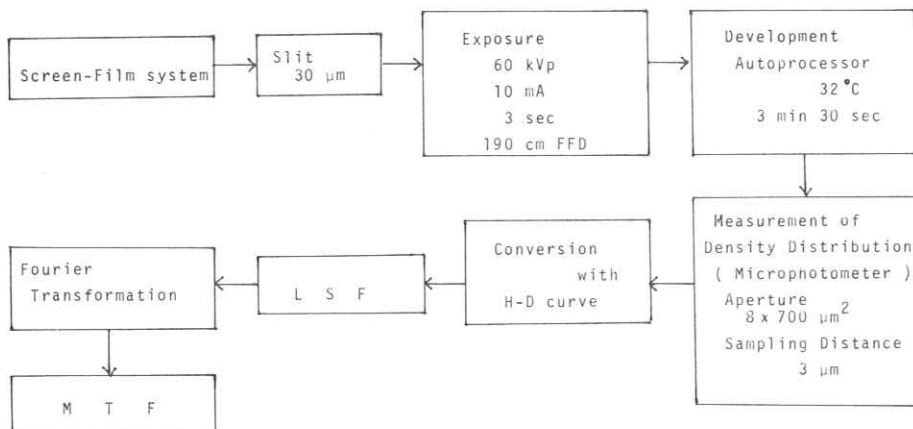 Screen-Film system
Slit
30 µm
Exposure
60 kVp
10 mA
3 sec
190 cm FFD
Development
Autoprocessor
32 °C
3 min 30 sec
Measurement of
Density Distribution
( Microphotometer )
Aperture
8 x 700 µm²
Sampling Distance
3 µm
Conversion
with
H-D curve
L S F
Fourier
Transformation
M T F